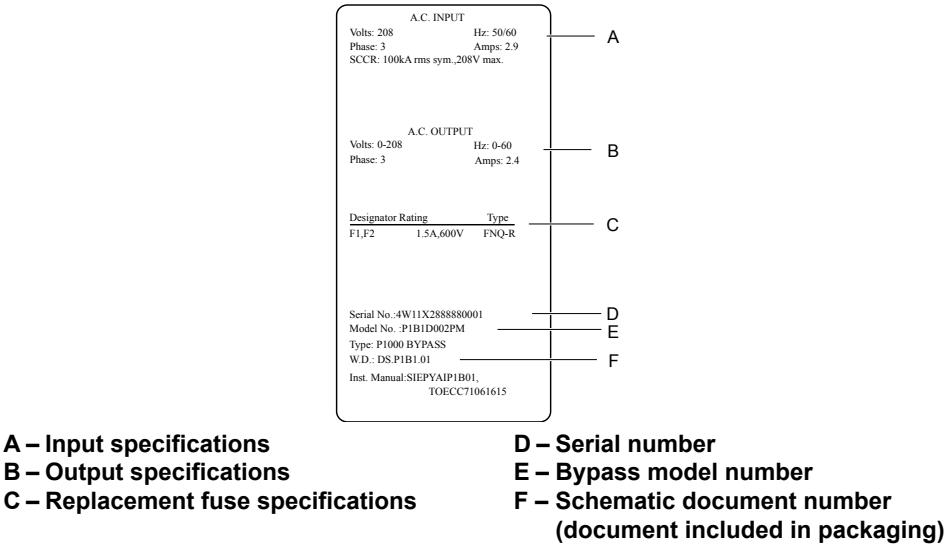 A.C. INPUT
Volts: 208 Hz: 50/60
Phase: 3 Amps: 2.9
SCCR: 100kA rms sym.,208V max.
A
A.C. OUTPUT
Volts: 0-208 Hz: 0-60
Phase: 3 Amps: 2.4
B
Designator Rating Type
F1,F2 1.5A,600V FNQ-R
C
Serial No.:4W11X2888880001
D
Model No. :P1B1D002PM
E
Type: P1000 BYPASS
W.D.: DS.P1B1.01
F
Inst. Manual:SIEPYAIP1B01,
TOECC71061615
A – Input specifications
B – Output specifications
C – Replacement fuse specifications
D – Serial number
E – Bypass model number
F – Schematic document number
(document included in packaging)